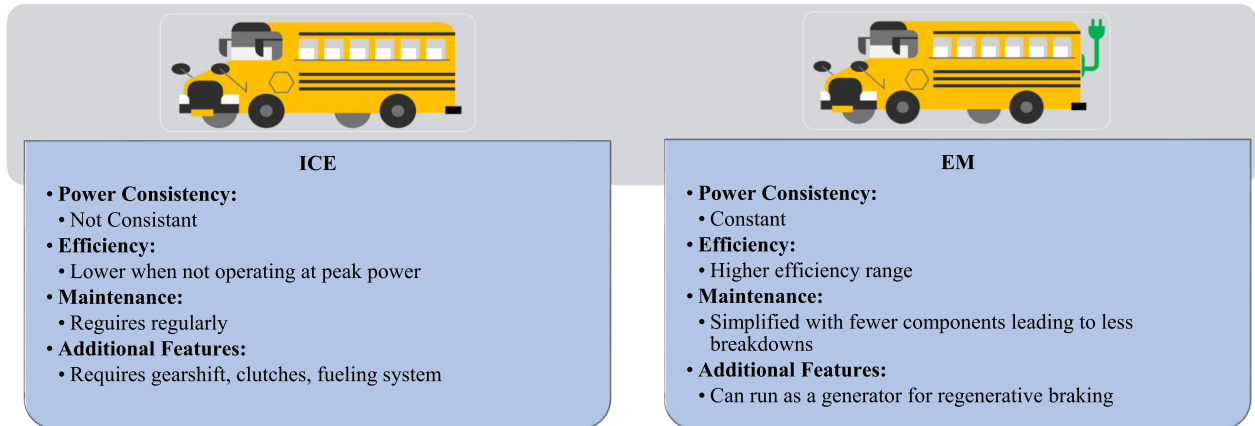 ICE
• Power Consistency:
• Not Consistant
• Efficiency:
• Lower when not operating at peak power
• Maintenance:
• Reguires regularly
• Additional Features:
• Requires gearshift, clutches, fueling system
EM
• Power Consistency:
• Constant
• Efficiency:
• Higher efficiency range
• Maintenance:
• Simplified with fewer components leading to less
breakdowns
• Additional Features:
• Can run as a generator for regenerative braking